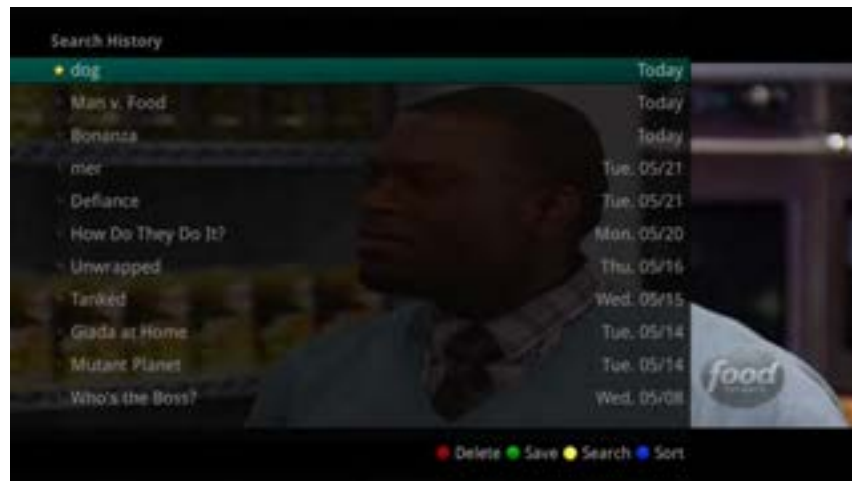 Search History
dog Today
Man v. Food Today
Bonanza Today
mer Tue. 05/21
Defiance Tue. 05/21
How Do They Do It? Mon. 05/20
Unwrapped Thu. 05/16
Tanked Wed. 05/15
Giada at Home Tue. 05/14
Mutant Planet Tue. 05/14
Who's the Boss? Wed. 05/08
food
Delete Save Search Sort